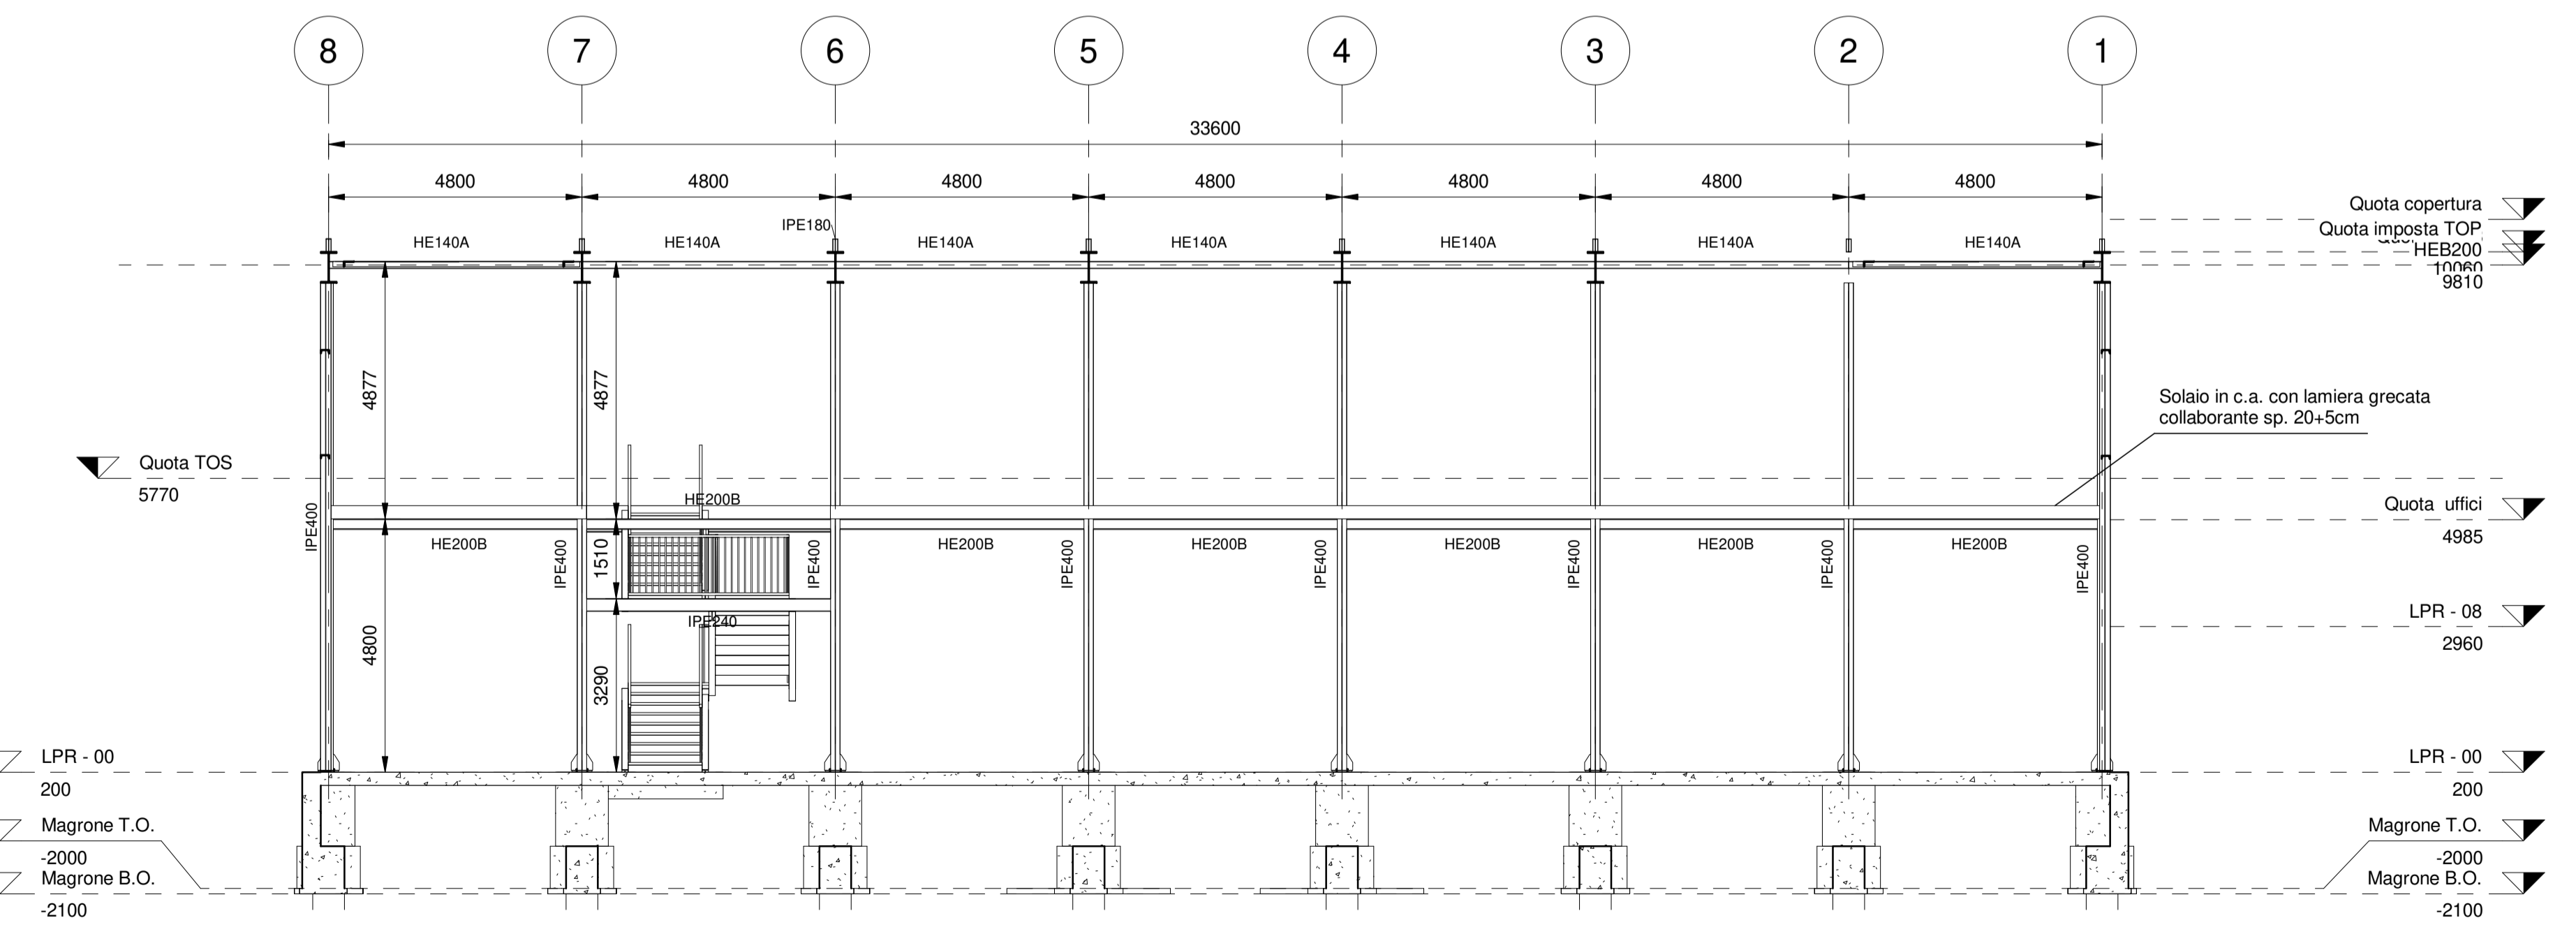 8 7 6 5 4 3 2 1
33600
4800 4800 4800 4800 4800 4800 4800
Quota copertura
IPE180
Quota imposta TOP
HE140A HE140A HE140A HE140A HE140A HE140A HE140A
HEB200
10060
9810
4877 4877
Solaio in c.a. con lamiera grecata
collaborante sp. 20+5cm
Quota TOS
5770
HE200B
Quota uffici
4985
IPE400
HE200B HE200B HE200B HE200B HE200B HE200B
IPE400 1510 IPE400 IPE400 IPE400 IPE400 IPE400 IPE400
LPR - 08
2960
IPE240
4800 3290
LPR - 00 LPR - 00
200 200
Magrone T.O. Magrone T.O.
-2000 -2000
Magrone B.O. Magrone B.O.
-2100 -2100